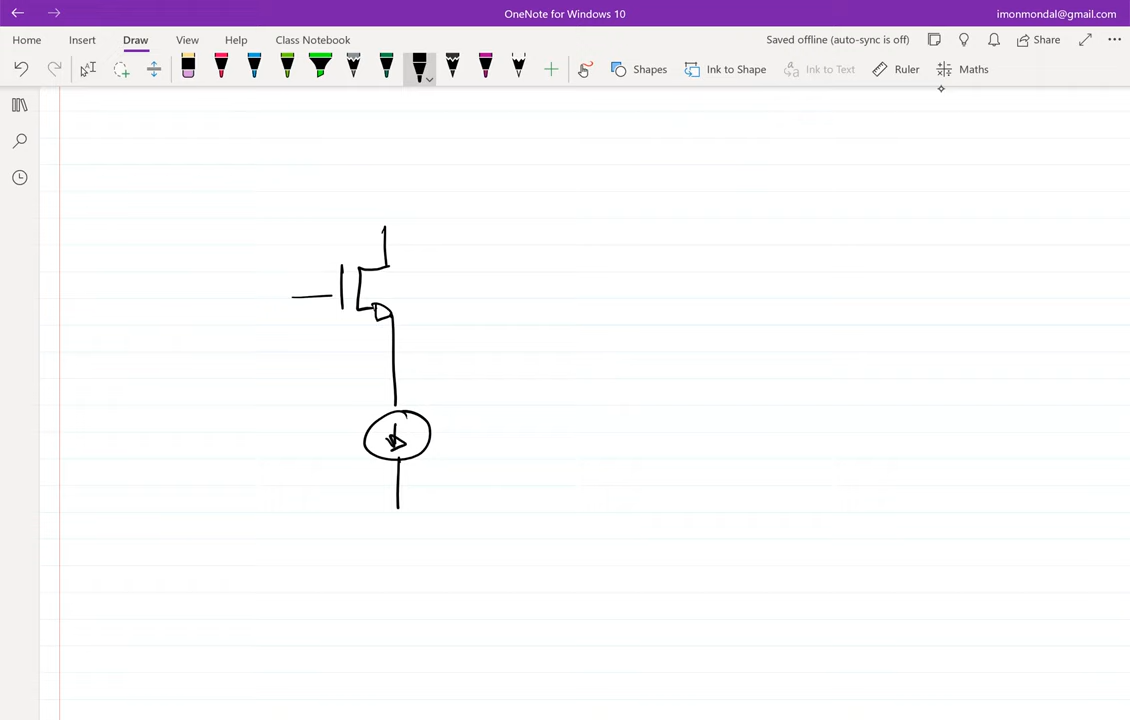 OneNote for Windows 10
imonmondal@gmail.com
Home
Insert
Draw
View
Help
Class Notebook
Saved offline (auto-sync is off)
Share
Shapes
Ink to Shape
Ink to Text
Ruler
Maths